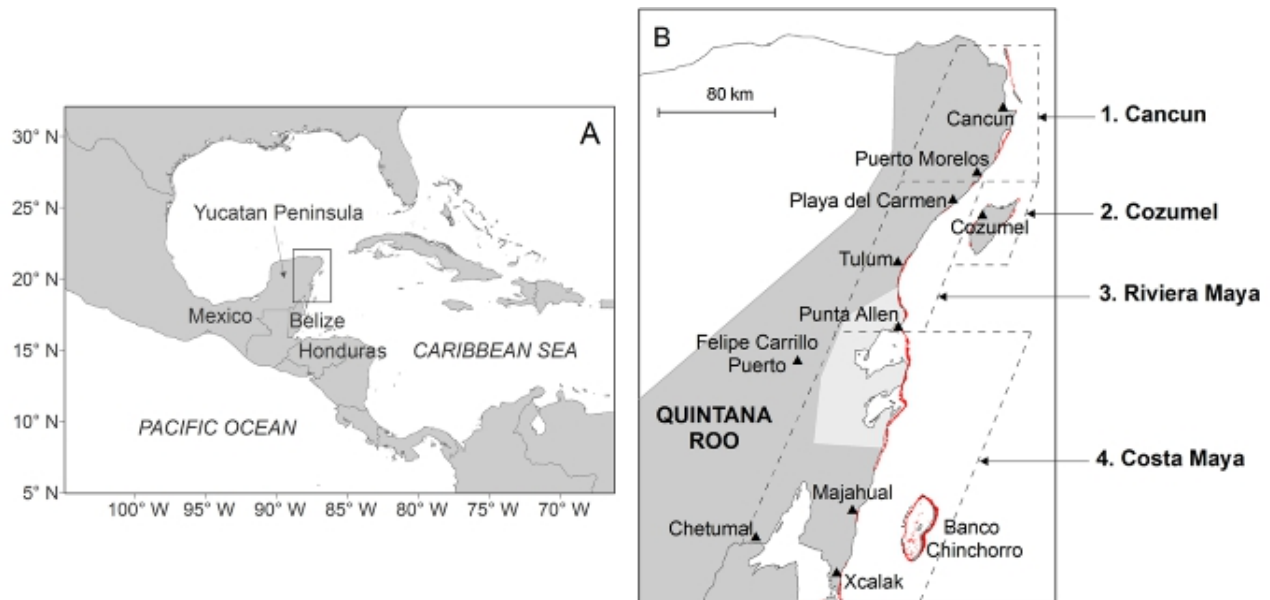 A
30° N
25° N
20° N
15° N
10° N
5° N
Yucatan Peninsula
Mexico
Belize
Honduras
CARIBBEAN SEA
PACIFIC OCEAN
100° W 95° W 90° W 85° W 80° W 75° W 70° W
B
80 km
Cancun
Puerto Morelos
Playa del Carmen
Cozumel
Tulum
Punta Allen
Felipe Carrillo
Puerto
QUINTANA
ROO
Majahual
Chetumal
Banco
Chinchorro
Xcalak
1. Cancun
2. Cozumel
3. Riviera Maya
4. Costa Maya